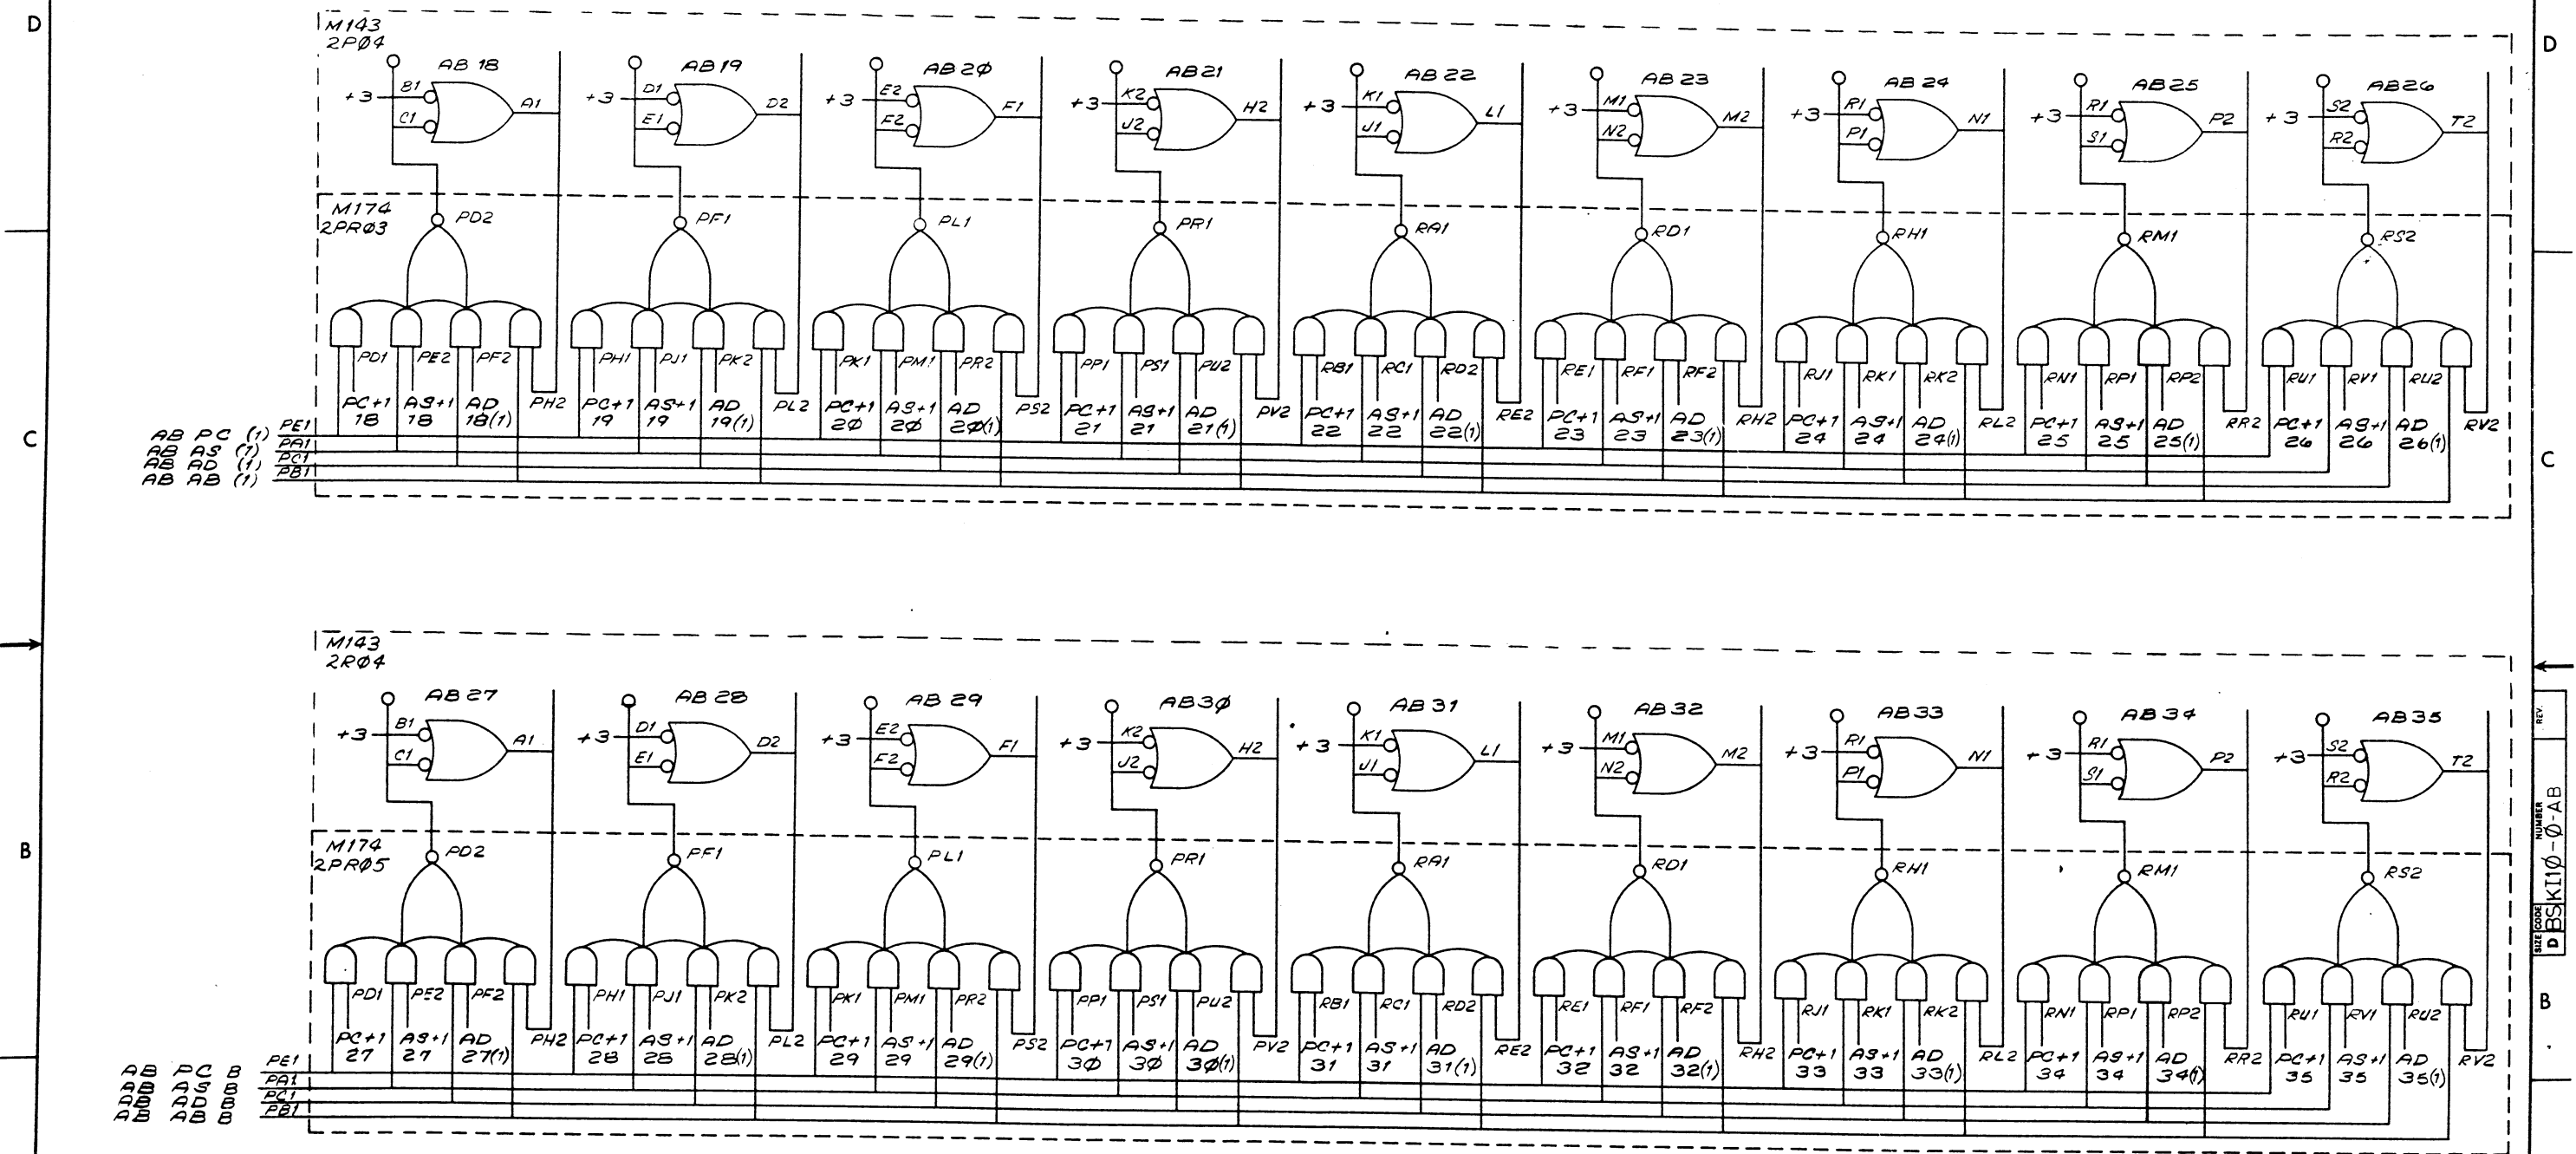 D
D
M143
2PØ4
AB 18 AB 19 AB 2Ø AB 21 AB 22 AB 23 AB 24 AB 25 AB 26
+3 B1 A1 +3 D1 D2 +3 E2 F1 +3 K2 H2 +3 K1 L1 +3 M1 M2 +3 R1 N1 +3 R1 P2 +3 S2 T2
C1 E1 F2 J2 J1 N2 P1 S1 R2
M174
2PRØ3
PD2 PF1 PL1 PR1 RA1 RD1 RH1 RM1 RS2
PD1 PE2 PF2 PH1 PJ1 PK2 PK1 PM1 PR2 PP1 PS1 PU2 RB1 RC1 RD2 RE1 RF1 RF2 RJ1 RK1 RK2 RN1 RP1 RP2 RU1 RV1 RU2
PC+1 AS+1 AD PH2 PC+1 AS+1 AD PL2 PC+1 AS+1 AD PS2 PC+1 AS+1 AD PV2 PC+1 AS+1 AD RE2 PC+1 AS+1 AD RH2 PC+1 AS+1 AD RL2 PC+1 AS+1 AD RR2 PC+1 AS+1 AD RV2
18 18 18(1) 19 19 19(1) 2Ø 2Ø 2Ø(1) 21 21 21(1) 22 22 22(1) 23 23 23(1) 24 24 24(1) 25 25 25(1) 26 26 26(1)
C
C
AB PC (1) PE1
AB AS (1) PA1
AB AD (1) PC1
AB AB (1) PB1
M143
2RØ4
AB 27 AB 28 AB 29 AB 3Ø AB 31 AB 32 AB 33 AB 34 AB 35
+3 B1 A1 +3 D1 D2 +3 E2 F1 +3 K2 H2 +3 K1 L1 +3 M1 M2 +3 R1 N1 +3 R1 P2 +3 S2 T2
C1 E1 F2 J2 J1 N2 P1 S1 R2
B
M174
2PRØ5
PD2 PF1 PL1 PR1 RA1 RD1 RH1 RM1 RS2
PD1 PE2 PF2 PH1 PJ1 PK2 PK1 PM1 PR2 PP1 PS1 PU2 RB1 RC1 RD2 RE1 RF1 RF2 RJ1 RK1 RK2 RN1 RP1 RP2 RU1 RV1 RU2
B
PC+1 AS+1 AD PH2 PC+1 AS+1 AD PL2 PC+1 AS+1 AD PS2 PC+1 AS+1 AD PV2 PC+1 AS+1 AD RE2 PC+1 AS+1 AD RH2 PC+1 AS+1 AD RL2 PC+1 AS+1 AD RR2 PC+1 AS+1 AD RV2
27 27 27(1) 28 28 28(1) 29 29 29(1) 3Ø 3Ø 3Ø(1) 31 31 31(1) 32 32 32(1) 33 33 33(1) 34 34 34(1) 35 35 35(1)
AB PC B PE1
AB AS B PA1
AB AD B PC1
AB AB B PB1
SIZE CODE NUMBER REV.
D BS KI1Ø-Ø-AB